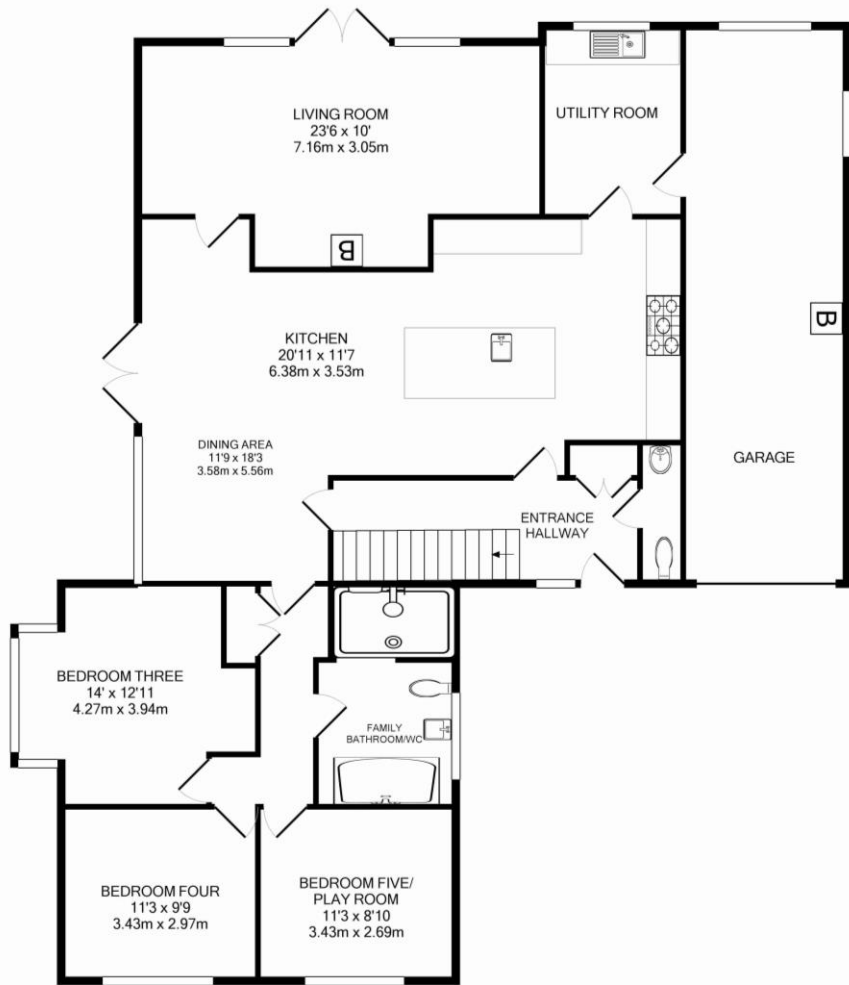 LIVING ROOM
23'6 x 10'
7.16m x 3.05m
UTILITY ROOM
B
KITCHEN
20'11 x 11'7
6.38m x 3.53m
B
DINING AREA
11'9 x 18'3
3.58m x 5.56m
GARAGE
ENTRANCE
HALLWAY
BEDROOM THREE
14' x 12'11
4.27m x 3.94m
FAMILY
BATHROOM/WC
BEDROOM FOUR
11'3 x 9'9
3.43m x 2.97m
BEDROOM FIVE/
PLAY ROOM
11'3 x 8'10
3.43m x 2.69m